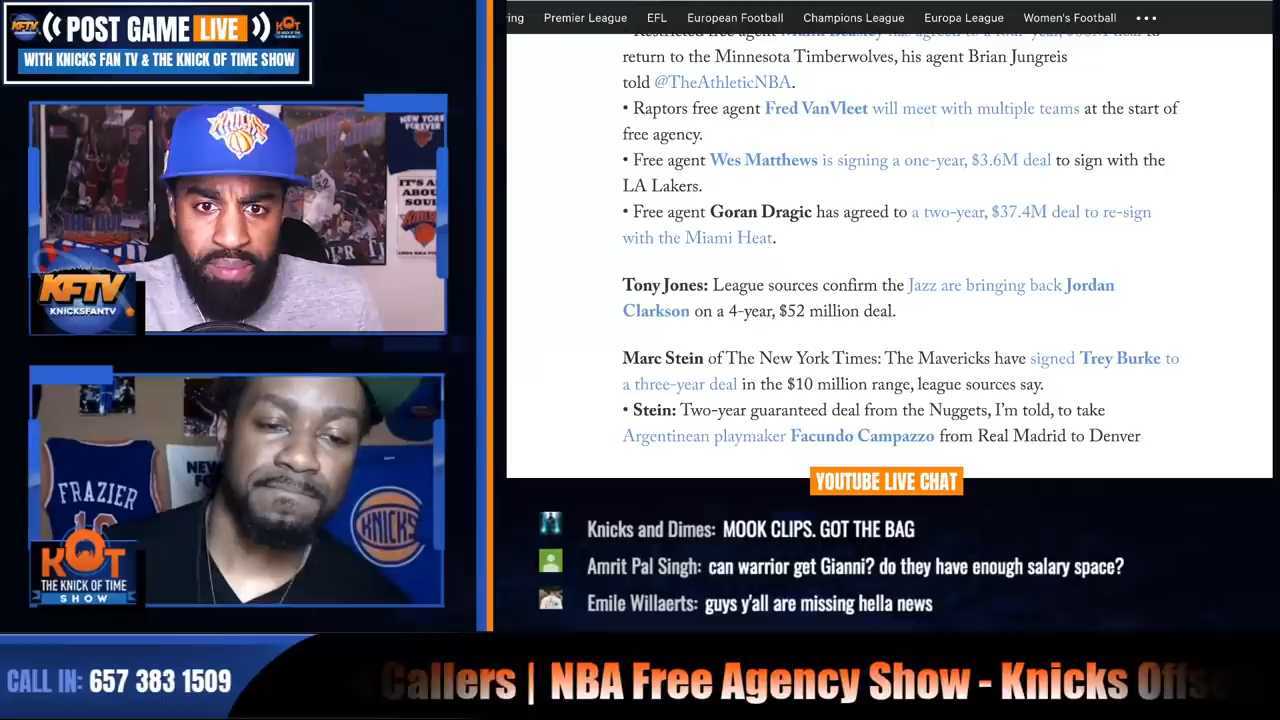 KFTV
POST GAME LIVE
KOT
WITH KNICKS FAN TV & THE KNICK OF TIME SHOW
ring Premier League EFL European Football Champions League Europa League Women's Football •••
return to the Minnesota Timberwolves, his agent Brian Jungreis
told @TheAthleticNBA.
• Raptors free agent Fred VanVleet will meet with multiple teams at the start of
free agency.
• Free agent Wes Matthews is signing a one-year, $3.6M deal to sign with the
LA Lakers.
• Free agent Goran Dragic has agreed to a two-year, $37.4M deal to re-sign
with the Miami Heat.
Tony Jones: League sources confirm the Jazz are bringing back Jordan
Clarkson on a 4-year, $52 million deal.
Marc Stein of The New York Times: The Mavericks have signed Trey Burke to
a three-year deal in the $10 million range, league sources say.
• Stein: Two-year guaranteed deal from the Nuggets, I'm told, to take
Argentinean playmaker Facundo Campazzo from Real Madrid to Denver
KNICKS
NEW YORK
FOREVER
KFTV
KNICKSFANTV
FRAZIER
KNICKS
KOT
THE KNICK OF TIME
SHOW
YOUTUBE LIVE CHAT
Knicks and Dimes: MOOK CLIPS. GOT THE BAG
Amrit Pal Singh: can warrior get Gianni? do they have enough salary space?
Emile Willaerts: guys y'all are missing hella news
CALL IN: 657 383 1509
Callers | NBA Free Agency Show - Knicks Offs